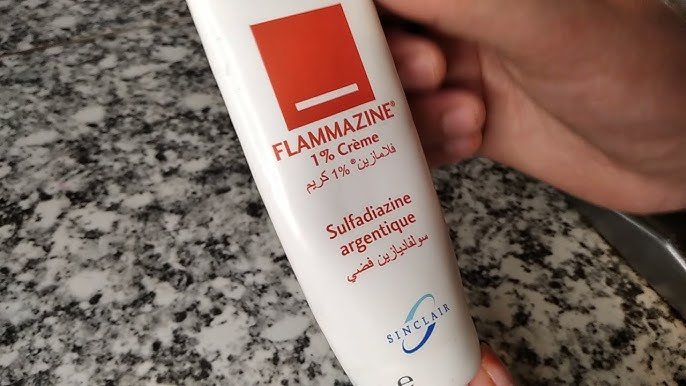 FLAMMAZINE®
1% Crème
فلامازين® 1% كريم
Sulfadiazine
argentique
سولفاديازين فضي
SINCLAIR
e